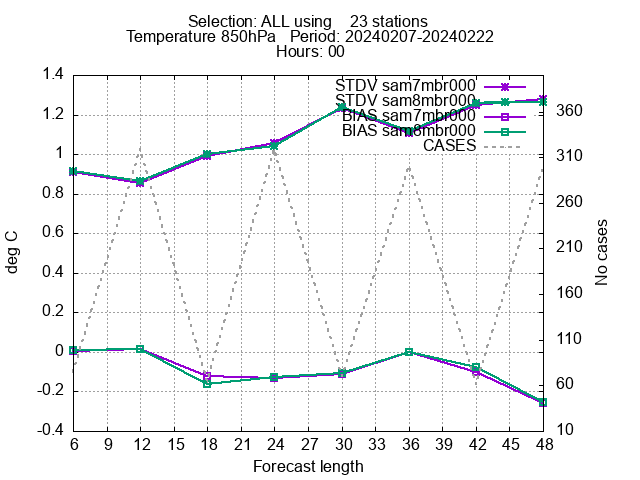 Selection: ALL using 23 stations
Temperature 850hPa Period: 20240207-20240222
Hours: 00
STDV sam7mbr000
STDV sam8mbr000
BIAS sam7mbr000
BIAS sam8mbr000
CASES
1.4
1.2
1
0.8
0.6
0.4
0.2
0
-0.2
-0.4
deg C
360
310
260
210
160
110
60
10
No cases
6 9 12 15 18 21 24 27 30 33 36 39 42 45 48
Forecast length